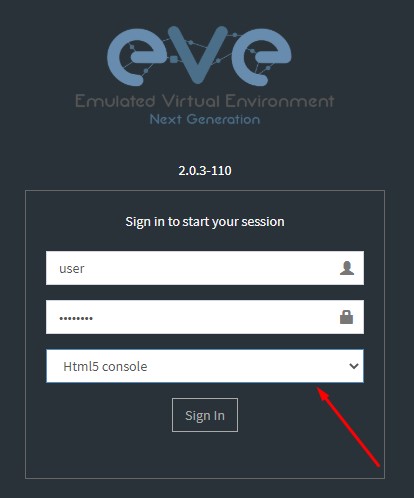 eve
Emulated Virtual Environment
Next Generation
2.0.3-110
Sign in to start your session
user
••••••••
Html5 console
Sign In